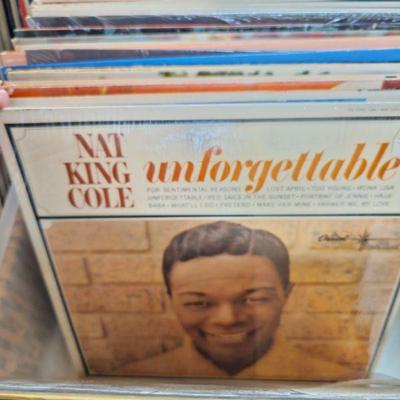 NAT
KING
COLE
unforgettable
FOR SENTIMENTAL REASONS • LOST APRIL • TOO YOUNG • MONA LISA
UNFORGETTABLE • RED SAILS IN THE SUNSET • PORTRAIT OF JENNIE • HAJJI
BABA • WHAT'LL I DO • PRETEND • MAKE HER MINE • ANSWER ME, MY LOVE
Capitol